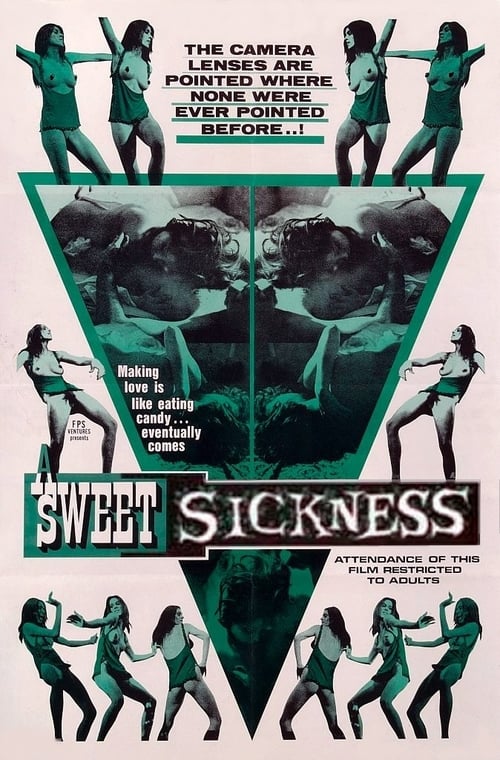 THE CAMERA
LENSES ARE
POINTED WHERE
NONE WERE
EVER POINTED
BEFORE..!
Making
love is
like eating
candy...
eventually
comes
FPS
VENTURES
presents
A
SWEET SICKNESS
ATTENDANCE OF THIS
FILM RESTRICTED
TO ADULTS